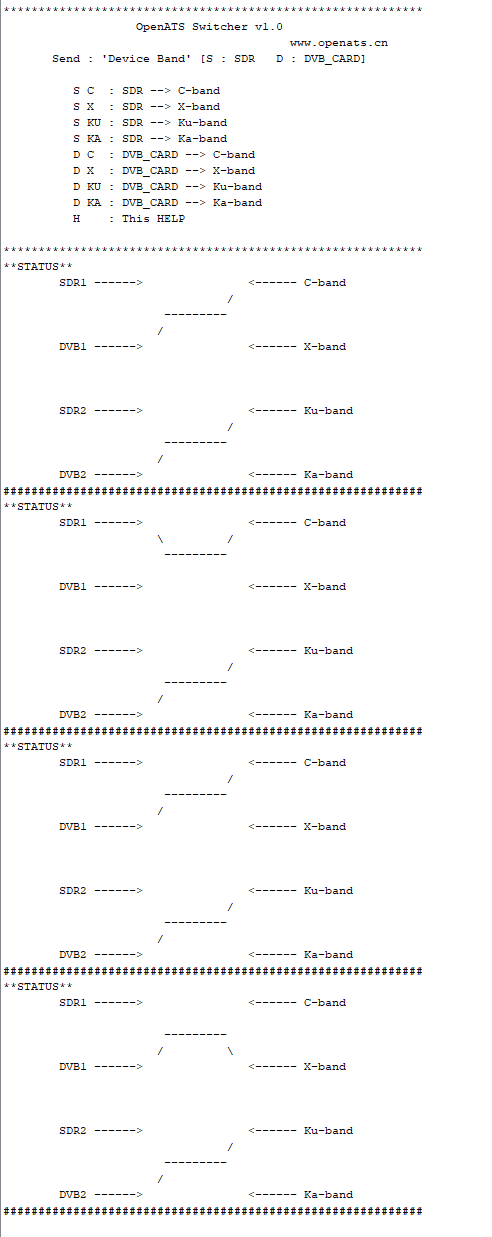 ************************************************************
                   OpenATS Switcher v1.0
                                         www.openats.cn
       Send : 'Device Band' [S : SDR   D : DVB_CARD]

          S C  : SDR --> C-band
          S X  : SDR --> X-band
          S KU : SDR --> Ku-band
          S KA : SDR --> Ka-band
          D C  : DVB_CARD --> C-band
          D X  : DVB_CARD --> X-band
          D KU : DVB_CARD --> Ku-band
          D KA : DVB_CARD --> Ka-band
          H    : This HELP

************************************************************
**STATUS**
        SDR1 ------>               <------ C-band
                                /
                       ---------
                      /
        DVB1 ------>               <------ X-band



        SDR2 ------>               <------ Ku-band
                                /
                       ---------
                      /
        DVB2 ------>               <------ Ka-band
############################################################
**STATUS**
        SDR1 ------>               <------ C-band
                      \         /
                       ---------

        DVB1 ------>               <------ X-band



        SDR2 ------>               <------ Ku-band
                                /
                       ---------
                      /
        DVB2 ------>               <------ Ka-band
############################################################
**STATUS**
        SDR1 ------>               <------ C-band
                                /
                       ---------
                      /
        DVB1 ------>               <------ X-band



        SDR2 ------>               <------ Ku-band
                                /
                       ---------
                      /
        DVB2 ------>               <------ Ka-band
############################################################
**STATUS**
        SDR1 ------>               <------ C-band

                       ---------
                      /         \
        DVB1 ------>               <------ X-band



        SDR2 ------>               <------ Ku-band
                                /
                       ---------
                      /
        DVB2 ------>               <------ Ka-band
############################################################